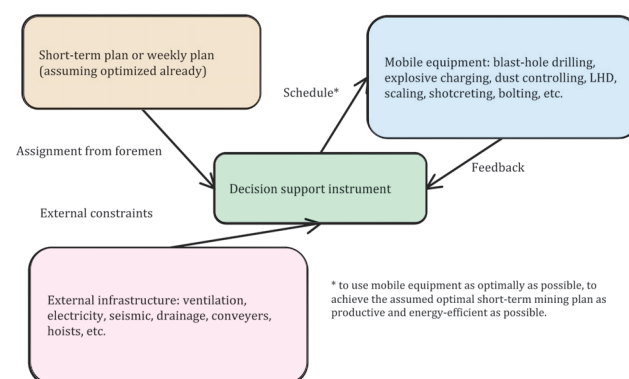 Short-term plan or weekly plan
(assuming optimized already)
Mobile equipment: blast-hole drilling,
explosive charging, dust controlling, LHD,
scaling, shotcreting, bolting, etc.
Schedule*
Assignment from foremen
Feedback
Decision support instrument
External constraints
External infrastructure: ventilation,
electricity, seismic, drainage, conveyers,
hoists, etc.
* to use mobile equipment as optimally as possible, to
achieve the assumed optimal short-term mining plan as
productive and energy-efficient as possible.